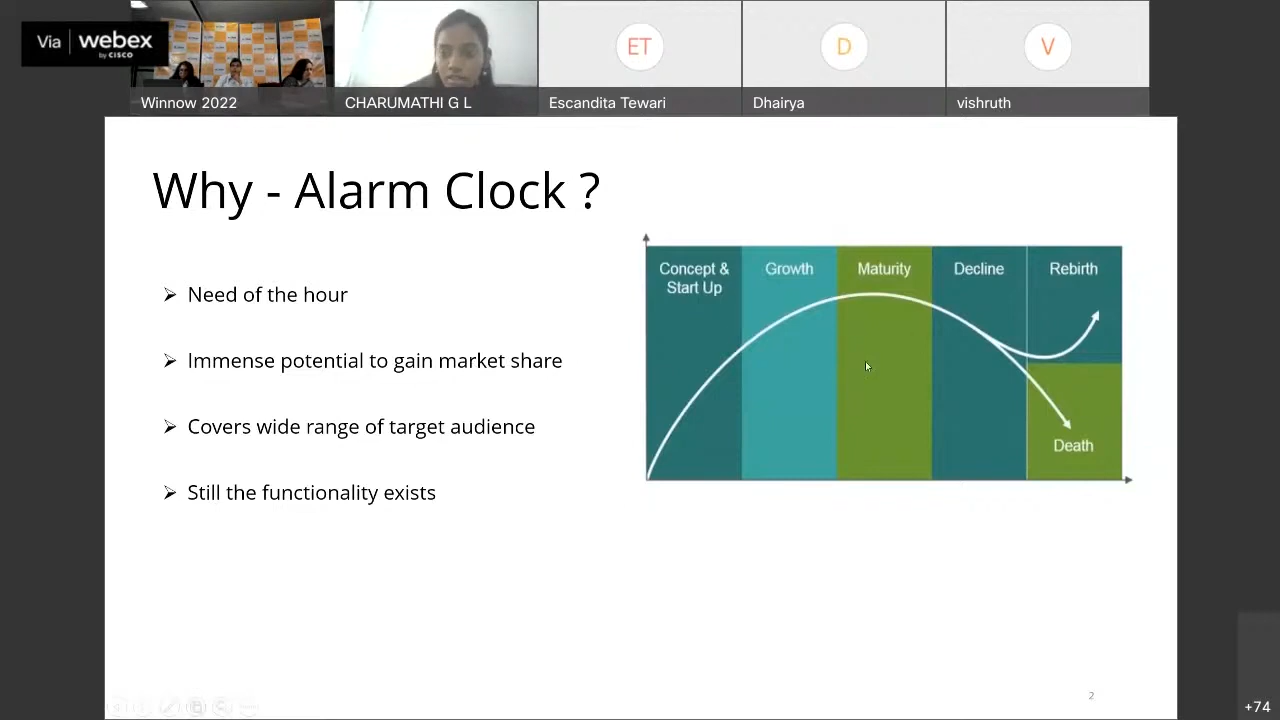 Via webex
by CISCO
Winnow 2022
CHARUMATHI G L
ET
Escandita Tewari
D
Dhairya
V
vishruth
Why - Alarm Clock ?
➢ Need of the hour
➢ Immense potential to gain market share
➢ Covers wide range of target audience
➢ Still the functionality exists
Concept &
Start Up
Growth
Maturity
Decline
Rebirth
Death
2
+74